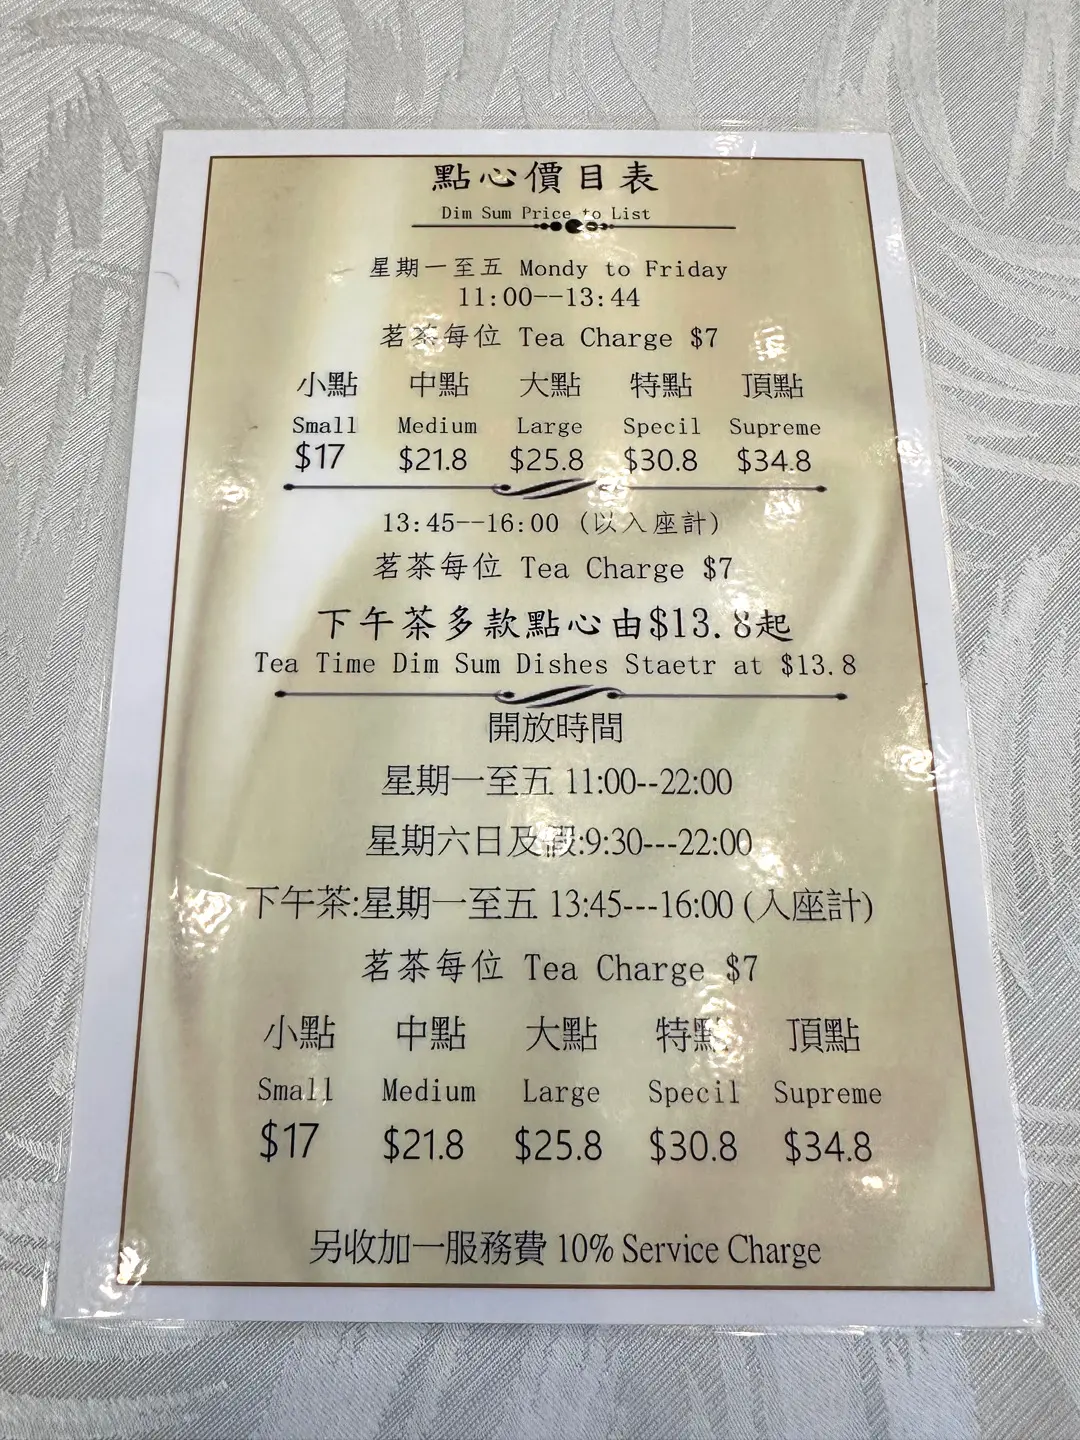 點心價目表
Dim Sum Price to List
星期一至五 Mondy to Friday
11:00--13:44
茗茶每位 Tea Charge $7
小點 中點 大點 特點 頂點
Small Medium Large Specil Supreme
$17 $21.8 $25.8 $30.8 $34.8
13:45--16:00 (以入座計)
茗茶每位 Tea Charge $7
下午茶多款點心由$13.8起
Tea Time Dim Sum Dishes Staetr at $13.8
開放時間
星期一至五 11:00--22:00
星期六日及假:9:30---22:00
下午茶:星期一至五 13:45---16:00 (入座計)
茗茶每位 Tea Charge $7
小點 中點 大點 特點 頂點
Small Medium Large Specil Supreme
$17 $21.8 $25.8 $30.8 $34.8
另收加一服務費 10% Service Charge